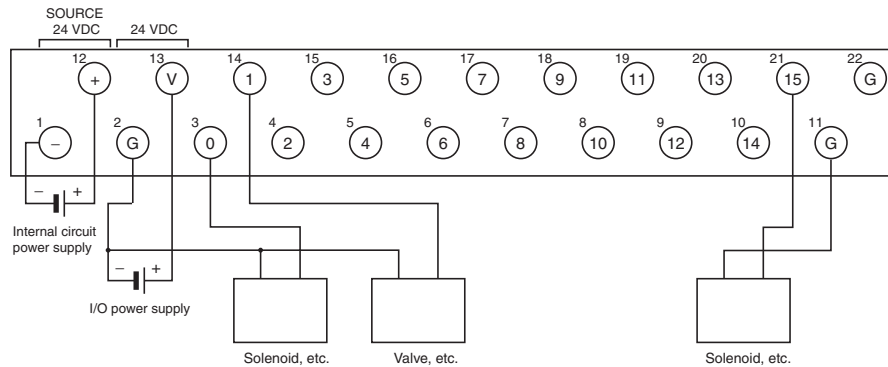 SOURCE
24 VDC 24 VDC
12 13 14 15 16 17 18 19 20 21 22
+ V 1 3 5 7 9 11 13 15 G
1 2 3 4 5 6 7 8 9 10 11
− G 0 2 4 6 8 10 12 14 G
− +
Internal circuit
power supply
− +
I/O power supply
Solenoid, etc. Valve, etc. Solenoid, etc.